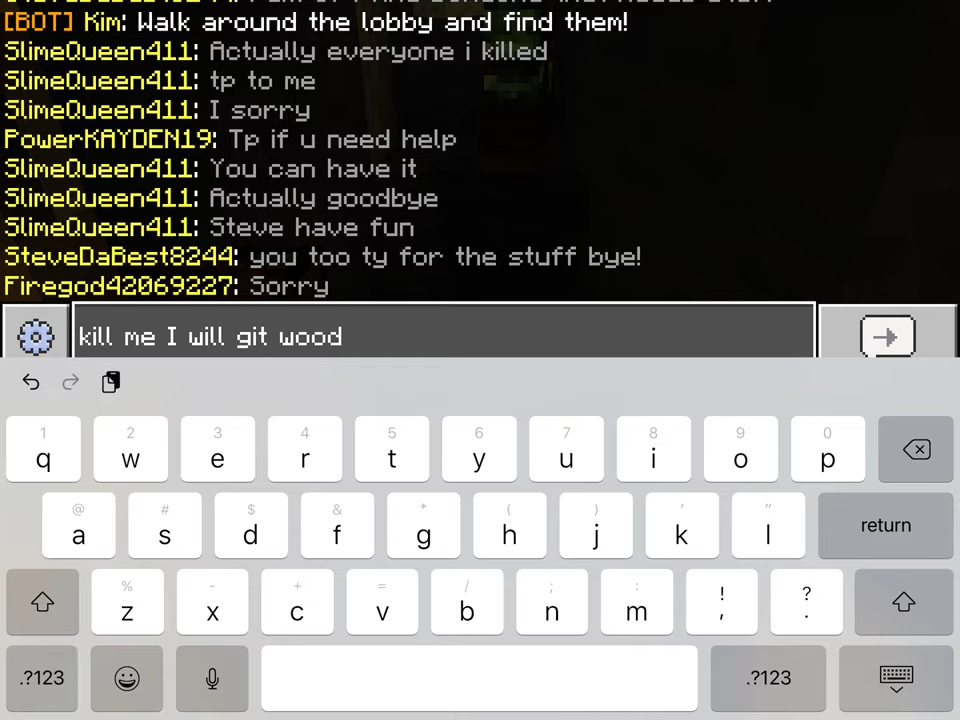 [BOT] Kim: Walk around the lobby and find them!
SlimeQueen411: Actually everyone i killed
SlimeQueen411: tp to me
SlimeQueen411: I sorry
PowerKAYDEN19: Tp if u need help
SlimeQueen411: You can have it
SlimeQueen411: Actually goodbye
SlimeQueen411: Steve have fun
SteveDaBest8244: you too ty for the stuff bye!
Firegod42069227: Sorry
kill me I will git wood
1 2 3 4 5 6 7 8 9 0
q w e r t y u i o p
@ # $ & * ( ) ' "
a s d f g h j k l return
% - + = / ; : ! ?
z x c v b n m , .
.?123 .?123